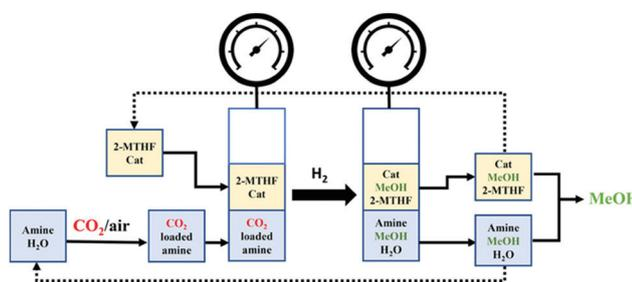 2-MTHF
Cat
Amine
H₂O
CO₂/air
CO₂
loaded
amine
2-MTHF
Cat
CO₂
loaded
amine
H₂
Cat
MeOH
2-MTHF
Amine
MeOH
H₂O
Cat
MeOH
2-MTHF
Amine
MeOH
H₂O
MeOH